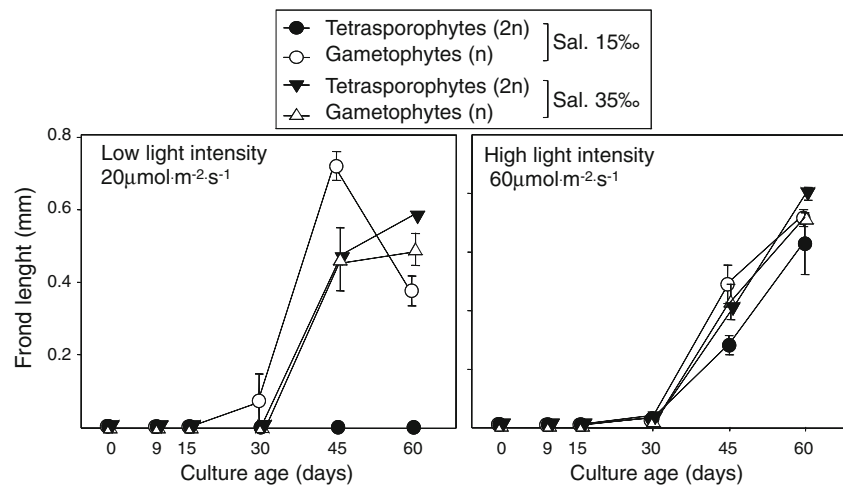 Tetrasporophytes (2n)
Gametophytes (n)
Sal. 15‰
Tetrasporophytes (2n)
Gametophytes (n)
Sal. 35‰
Low light intensity
20μmol·m-2·s-1
High light intensity
60μmol·m-2·s-1
Frond lenght (mm)
0.8
0.6
0.4
0.2
0 9 15 30 45 60
0 9 15 30 45 60
Culture age (days)
Culture age (days)